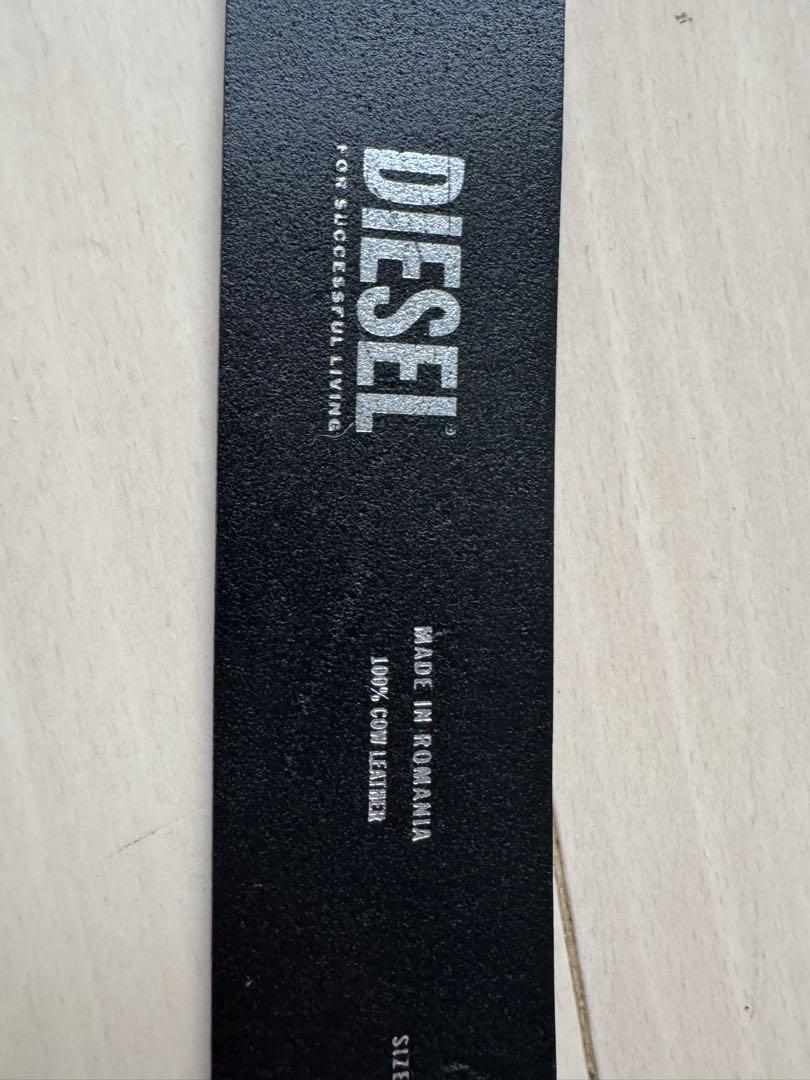 DIESEL®
FOR SUCCESSFUL LIVING
MADE IN ROMANIA
100% COW LEATHER
SIZE